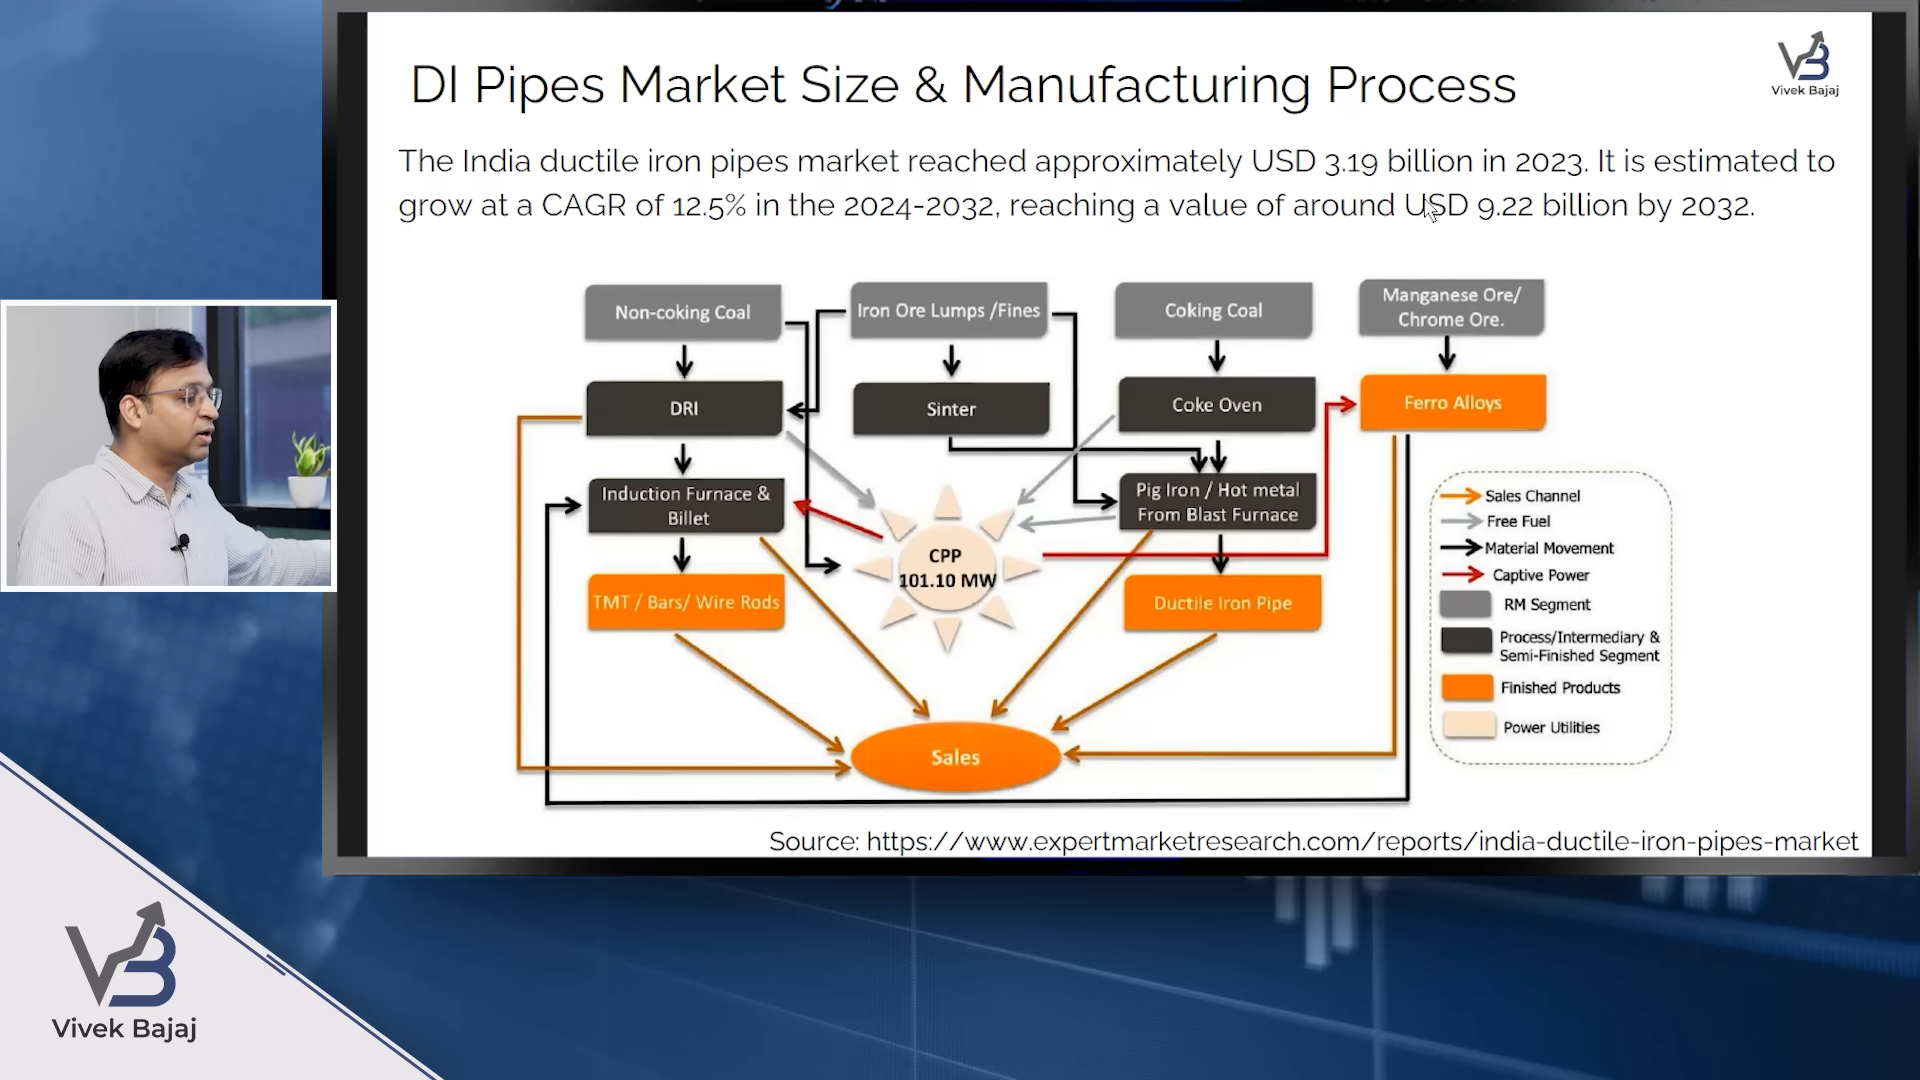 DI Pipes Market Size & Manufacturing Process
VB
Vivek Bajaj
The India ductile iron pipes market reached approximately USD 3.19 billion in 2023. It is estimated to
grow at a CAGR of 12.5% in the 2024-2032, reaching a value of around USD 9.22 billion by 2032.
Non-coking Coal
Iron Ore Lumps /Fines
Coking Coal
Manganese Ore/
Chrome Ore.
DRI
Sinter
Coke Oven
Ferro Alloys
Induction Furnace &
Billet
Pig Iron / Hot metal
From Blast Furnace
CPP
101.10 MW
TMT / Bars/ Wire Rods
Ductile Iron Pipe
Sales
Sales Channel
Free Fuel
Material Movement
Captive Power
RM Segment
Process/Intermediary &
Semi-Finished Segment
Finished Products
Power Utilities
Source: https://www.expertmarketresearch.com/reports/india-ductile-iron-pipes-market
VB
Vivek Bajaj